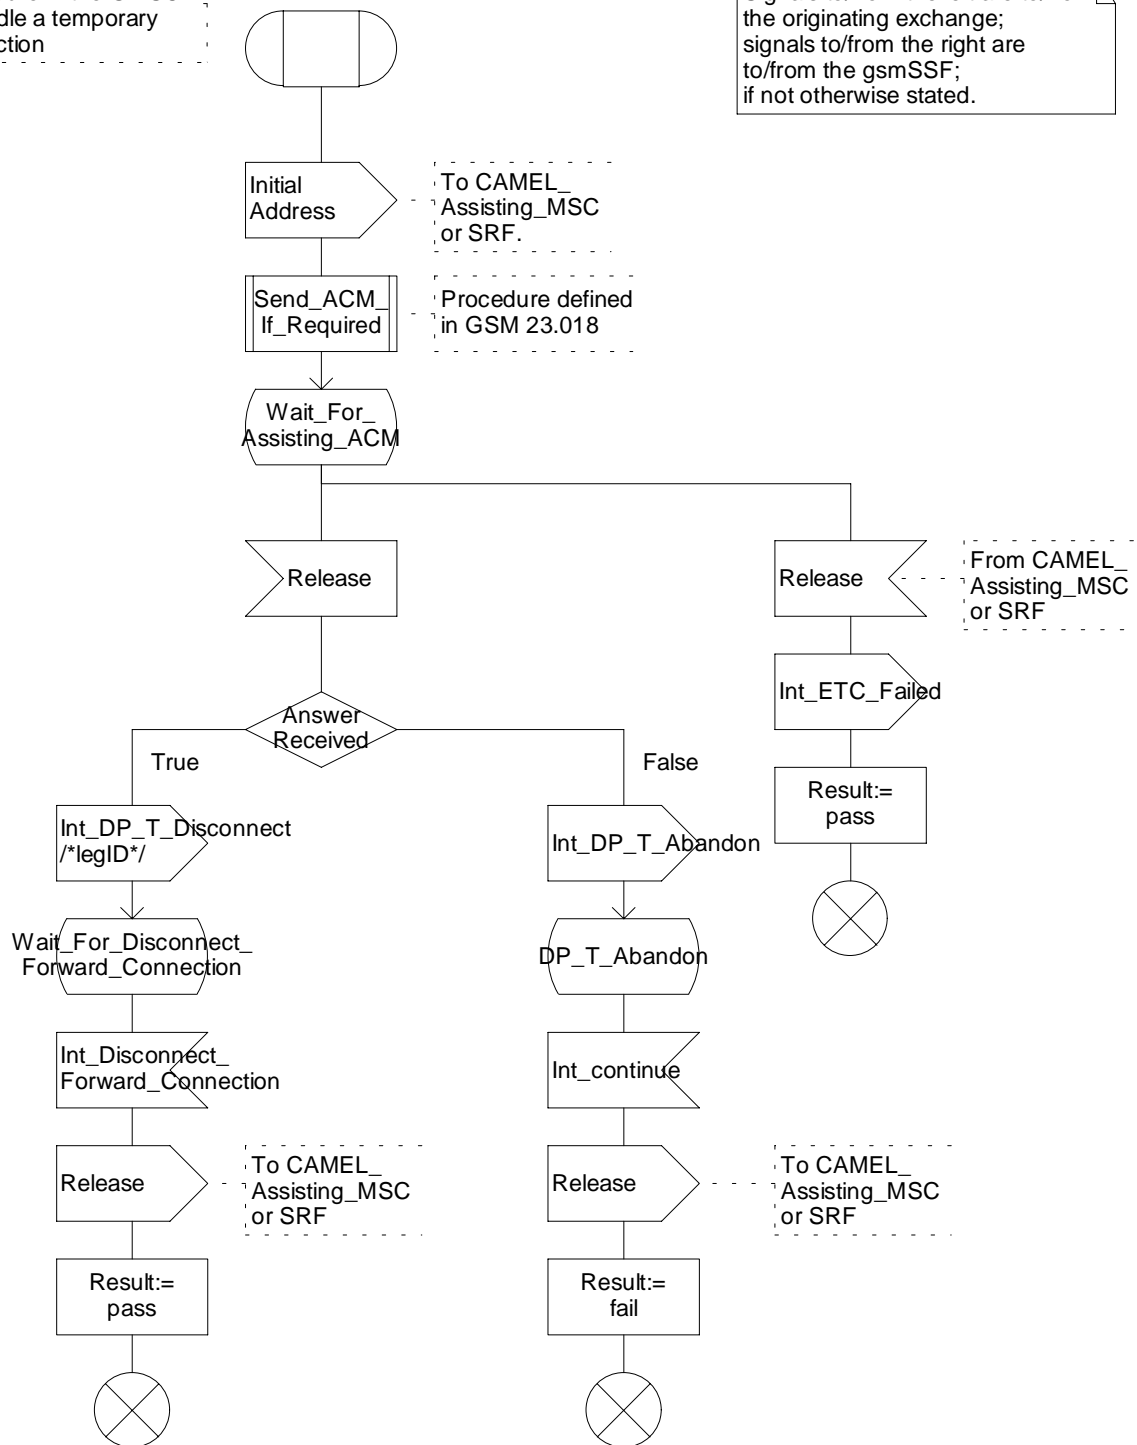 dle a temporary
ction
the originating exchange;
signals to/from the right are
to/from the gsmSSF;
if not otherwise stated.
Initial
Address
To CAMEL_
Assisting_MSC
or SRF.
Send_ACM_
If_Required
Procedure defined
in GSM 23.018
Wait_For_
Assisting_ACM
Release
Release
From CAMEL_
Assisting_MSC
or SRF
Int_ETC_Failed
Answer
Received
True
False
Result:=
pass
Int_DP_T_Disconnect
/*legID*/
Int_DP_T_Abandon
Wait_For_Disconnect_
Forward_Connection
DP_T_Abandon
Int_Disconnect_
Forward_Connection
Int_continue
Release
To CAMEL_
Assisting_MSC
or SRF
Release
To CAMEL_
Assisting_MSC
or SRF
Result:=
pass
Result:=
fail